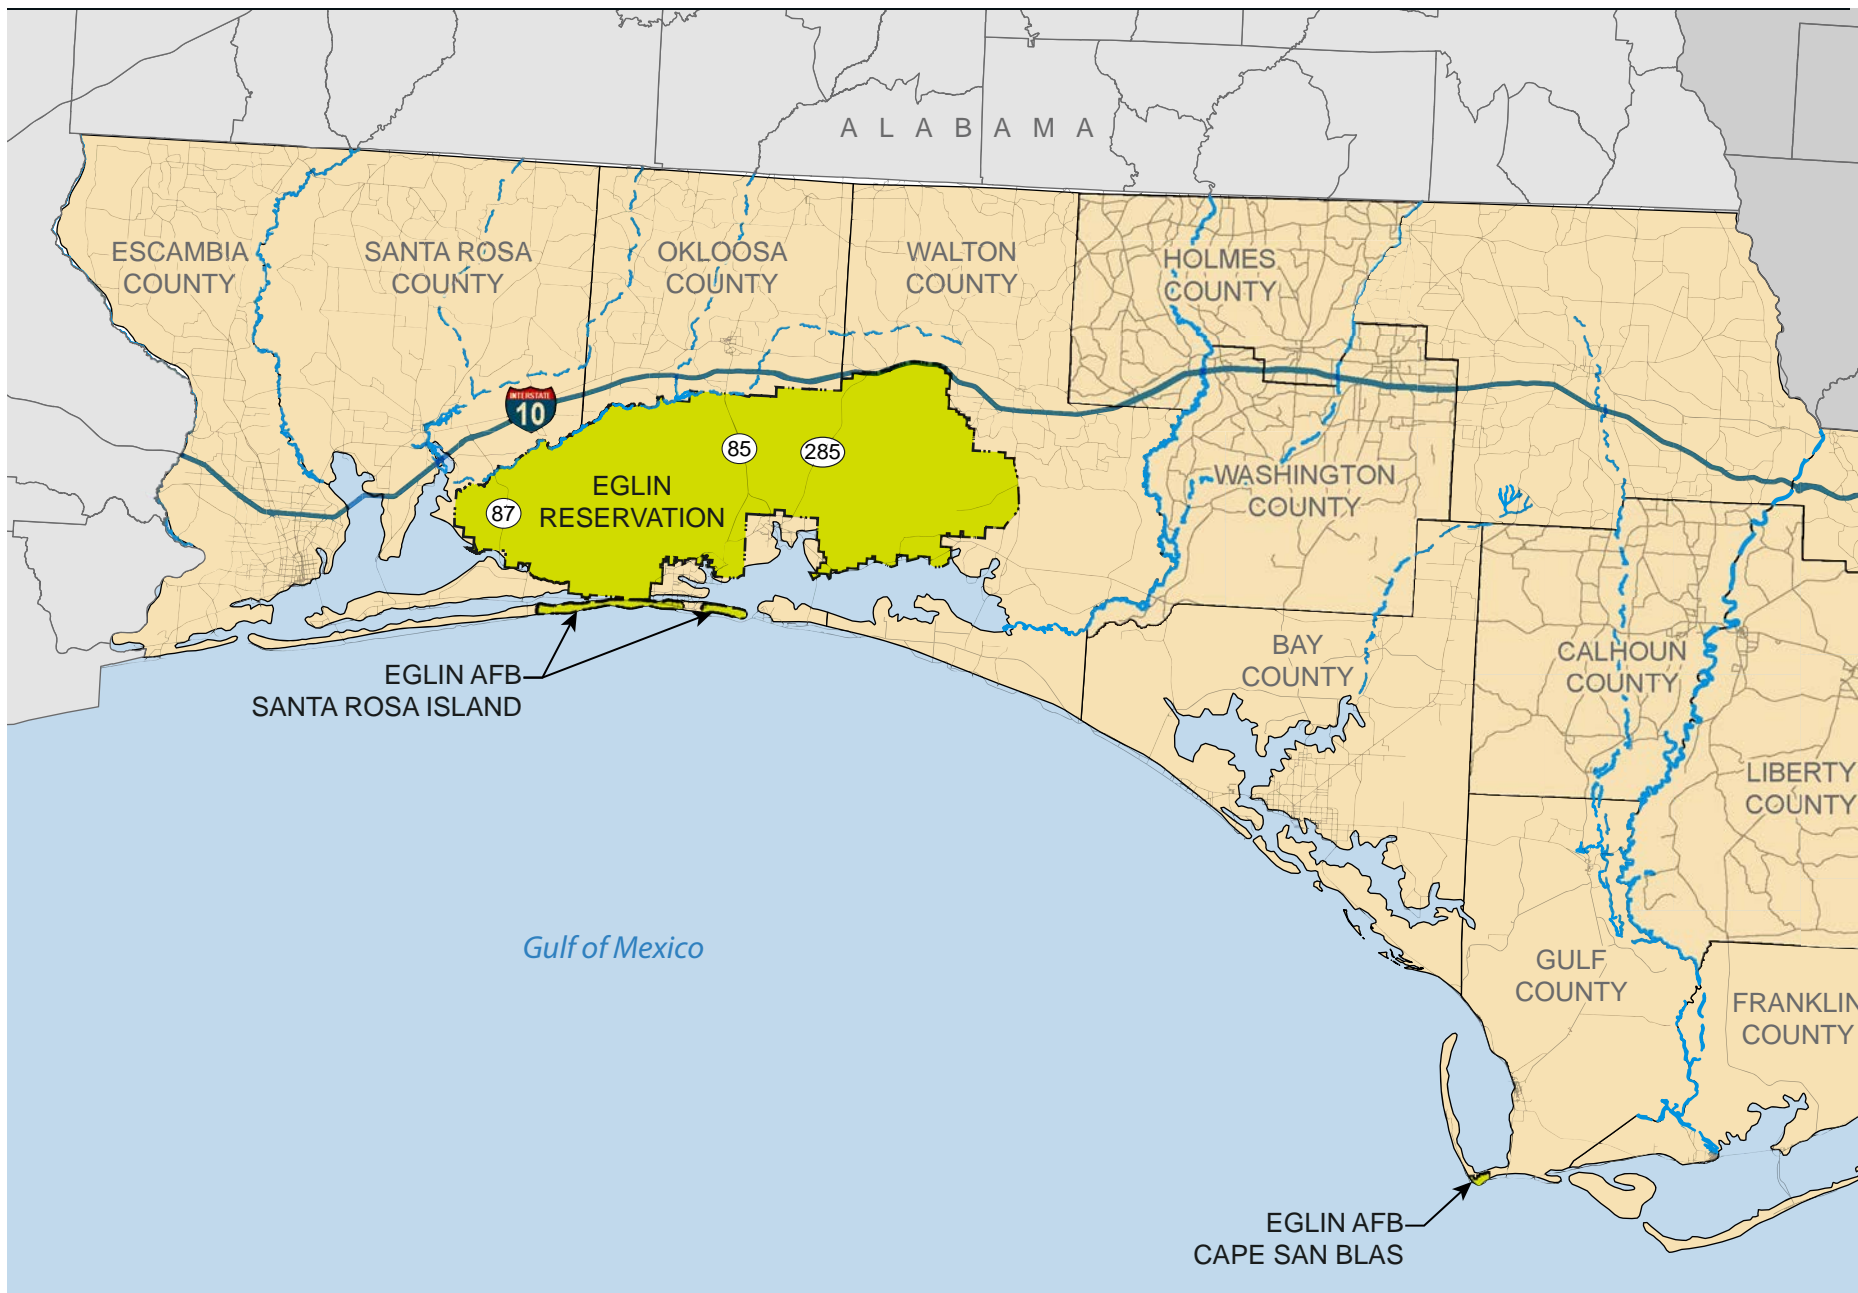 ALABAMA
ESCAMBIA
COUNTY
SANTA ROSA
COUNTY
OKLOOSA
COUNTY
WALTON
COUNTY
HOLMES
COUNTY
INTERSTATE
10
85
285
87
EGLIN
RESERVATION
WASHINGTON
COUNTY
EGLIN AFB
SANTA ROSA ISLAND
BAY
COUNTY
CALHOUN
COUNTY
LIBERTY
COUNTY
Gulf of Mexico
GULF
COUNTY
FRANKLIN
COUNTY
EGLIN AFB
CAPE SAN BLAS